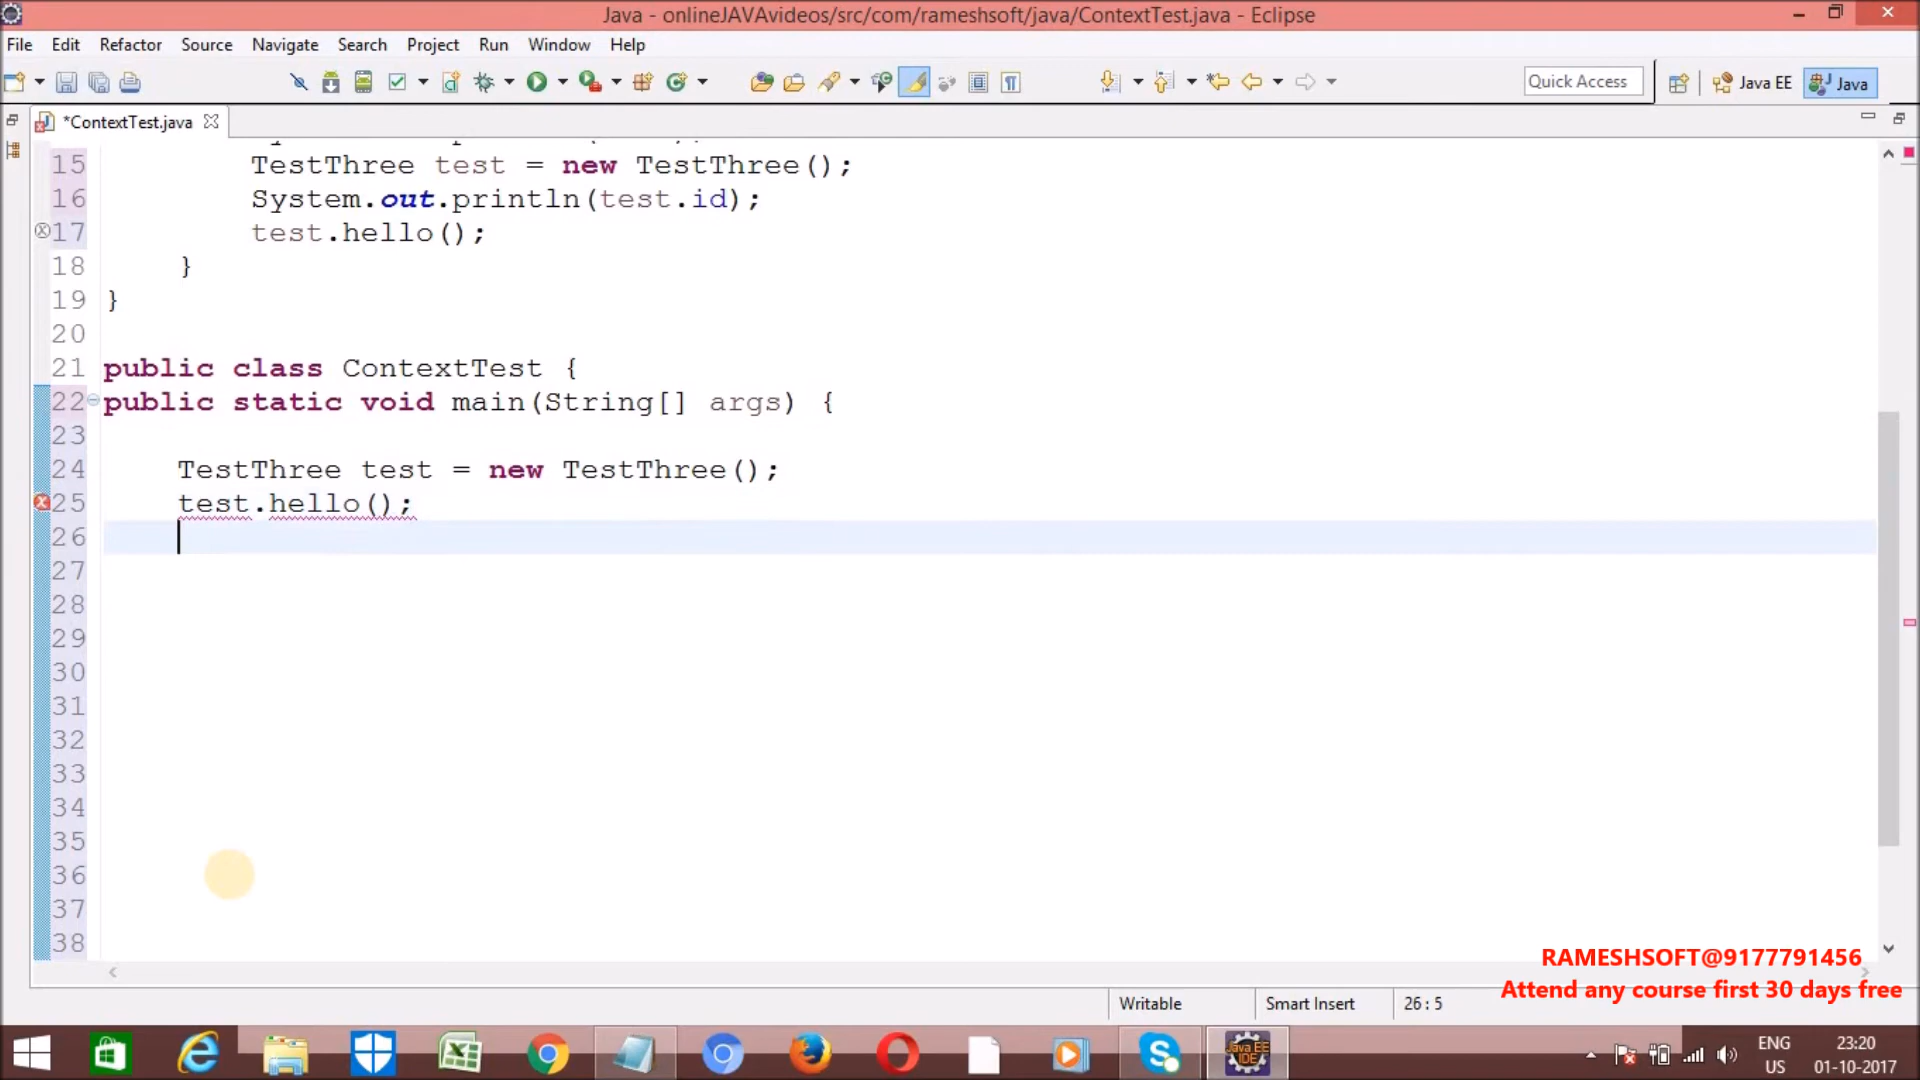 Java - onlineJAVAvideos/src/com/rameshsoft/java/ContextTest.java - Eclipse
File Edit Refactor Source Navigate Search Project Run Window Help
Quick Access Java EE Java
*ContextTest.java
15 TestThree test = new TestThree();
16 System.out.println(test.id);
17 test.hello();
18 }
19 }
20
21 public class ContextTest {
22 public static void main(String[] args) {
23
24 TestThree test = new TestThree();
25 test.hello();
26
27
28
29
30
31
32
33
34
35
36
37
38
RAMESHSOFT@9177791456
Attend any course first 30 days free
Writable Smart Insert 26 : 5
Java EE
IDE
ENG
US
23:20
01-10-2017